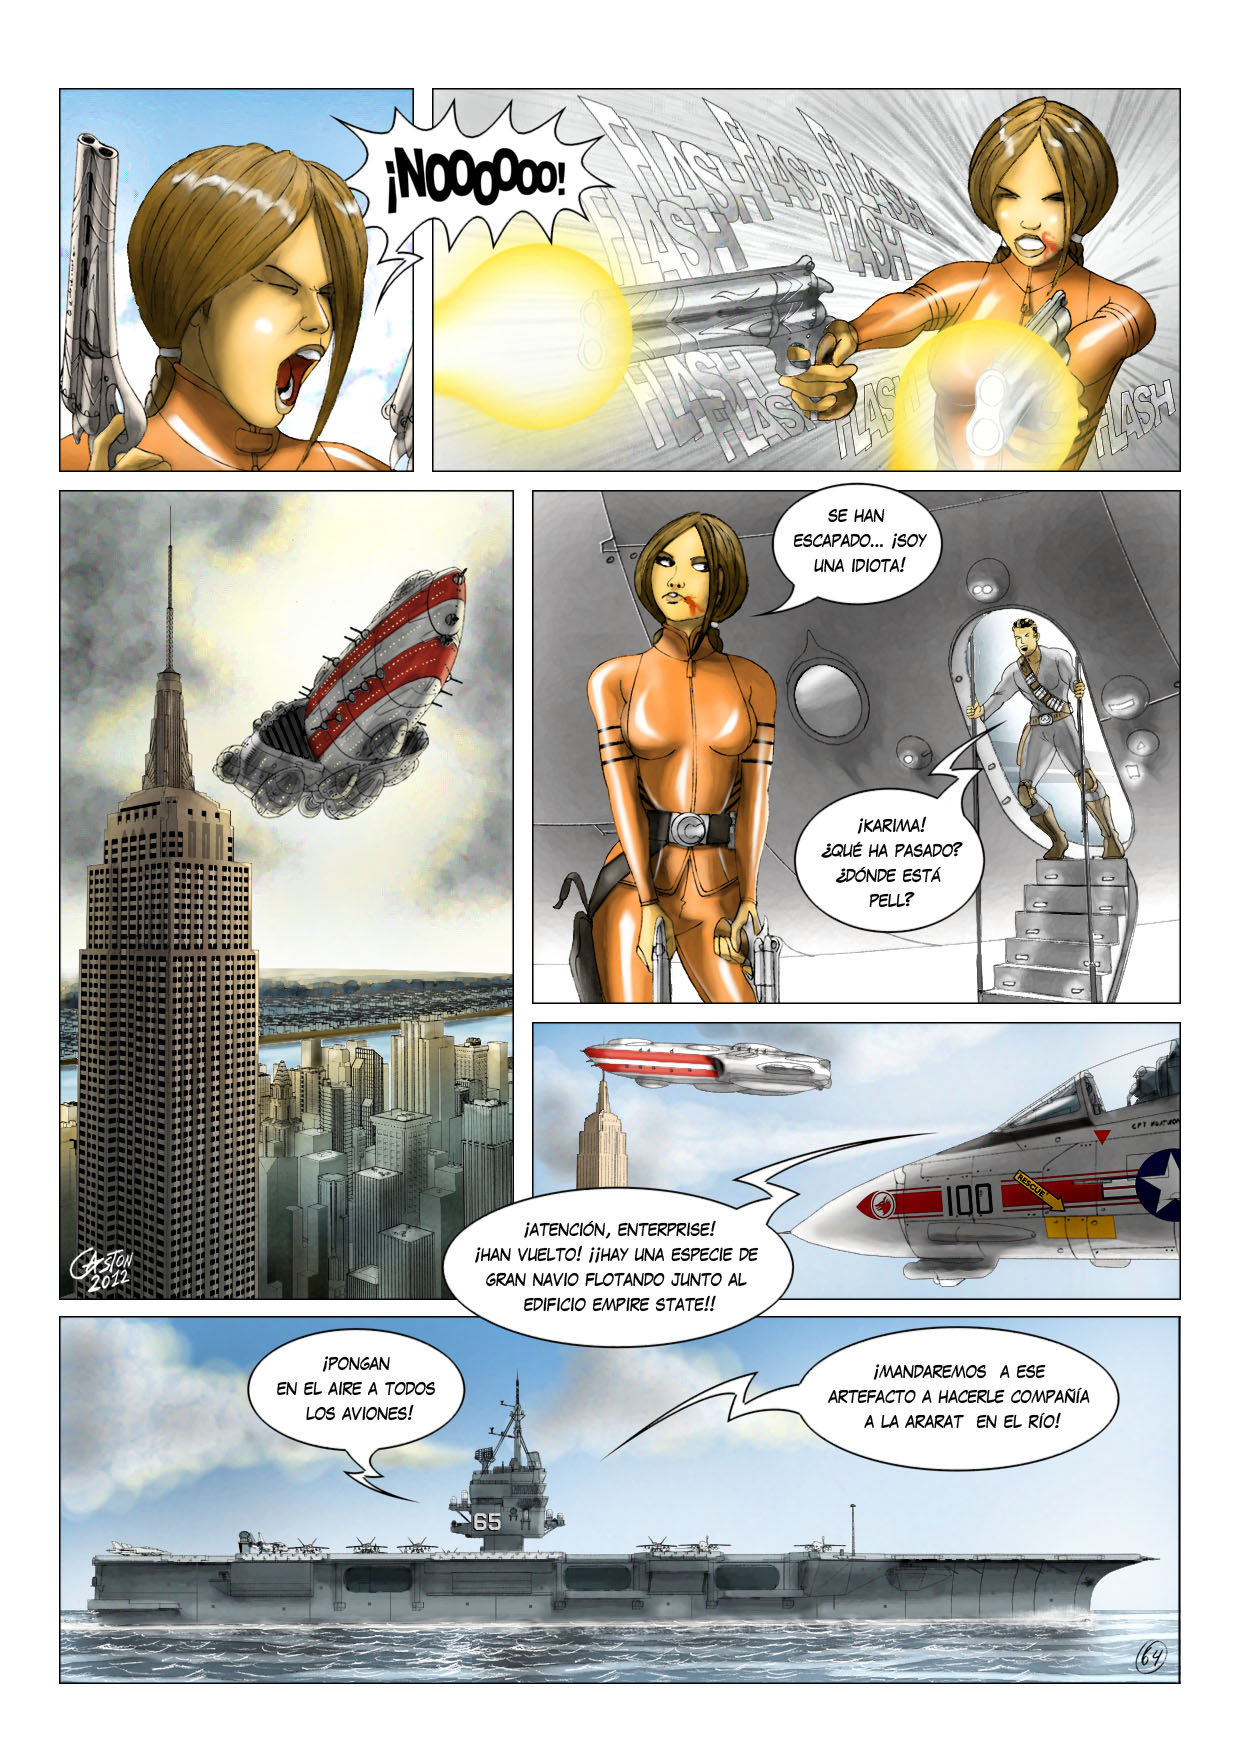 ¡NOOOOOO!
FLASH
FLASH
FLASH
FLASH
FLASH
FLASH
FLASH
FLASH
FLASH
FLASH
SE HAN
ESCAPADO... ¡SOY
UNA IDIOTA!
¡KARIMA!
¿QUÉ HA PASADO?
¿DÓNDE ESTÁ
PELL?
GASTON
2012
CPT
RESCUE
100
¡ATENCIÓN, ENTERPRISE!
¡HAN VUELTO! ¡¡HAY UNA ESPECIE DE
GRAN NAVIO FLOTANDO JUNTO AL
EDIFICIO EMPIRE STATE!!
¡PONGAN
EN EL AIRE A TODOS
LOS AVIONES!
¡MANDAREMOS A ESE
ARTEFACTO A HACERLE COMPAÑÍA
A LA ARARAT EN EL RÍO!
65
64